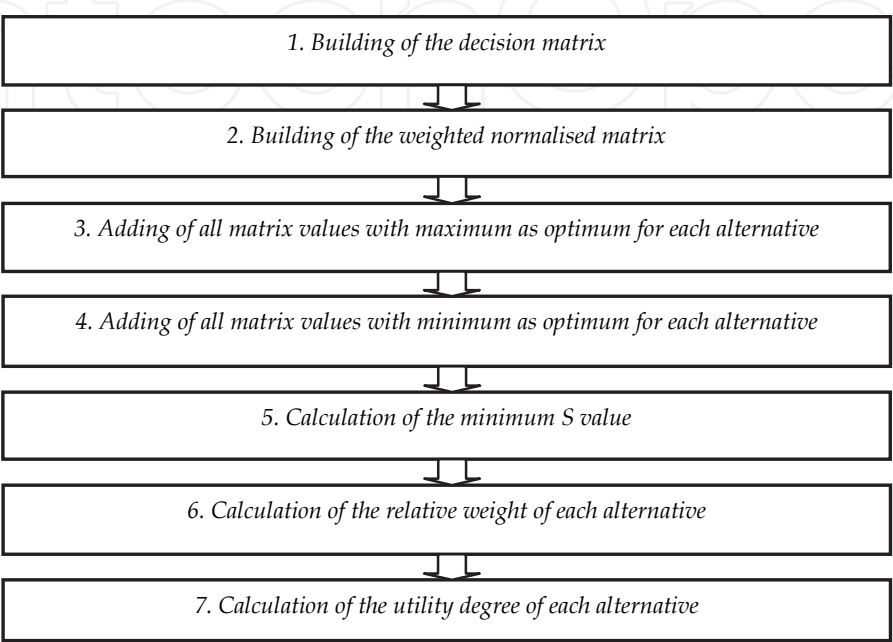 1. Building of the decision matrix
2. Building of the weighted normalised matrix
3. Adding of all matrix values with maximum as optimum for each alternative
4. Adding of all matrix values with minimum as optimum for each alternative
5. Calculation of the minimum S value
6. Calculation of the relative weight of each alternative
7. Calculation of the utility degree of each alternative